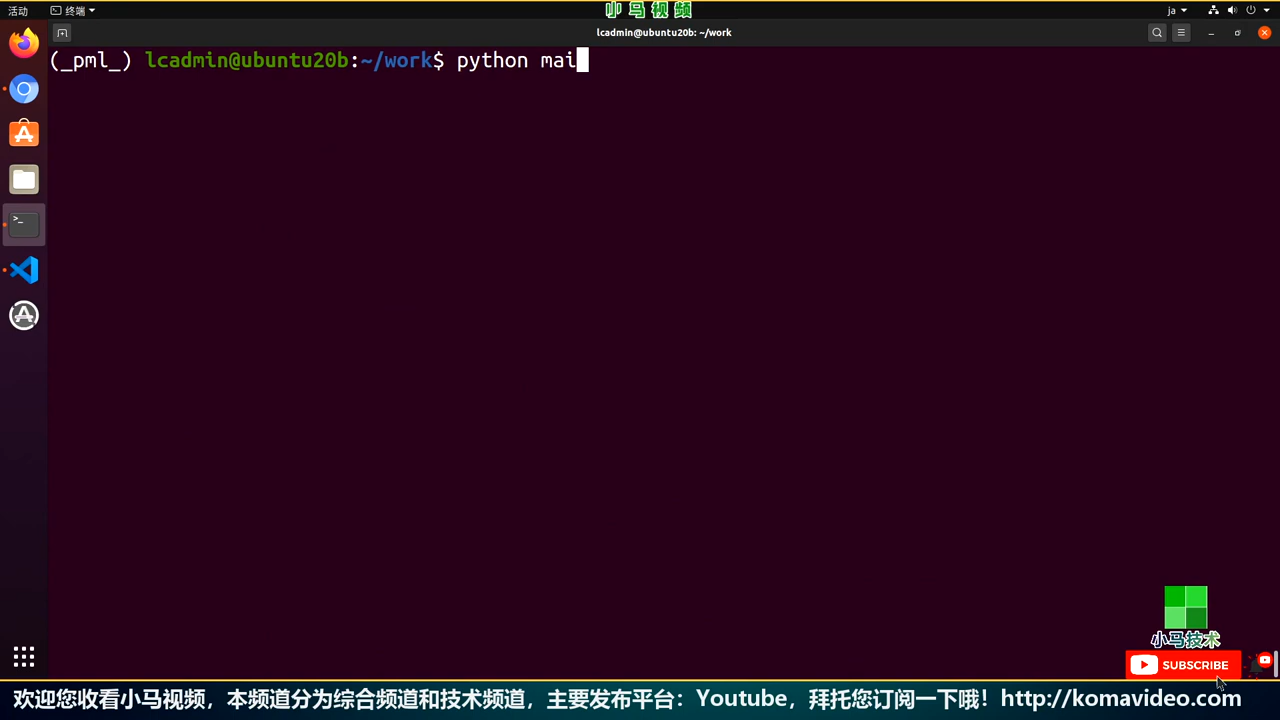 活动
终端
小马视频
ja
lcadmin@ubuntu20b: ~/work
(_pml_) lcadmin@ubuntu20b:~/work$ python mai
小马技术
SUBSCRIBE
欢迎您收看小马视频，本频道分为综合频道和技术频道，主要发布平台：Youtube，拜托您订阅一下哦！http://komavideo.com